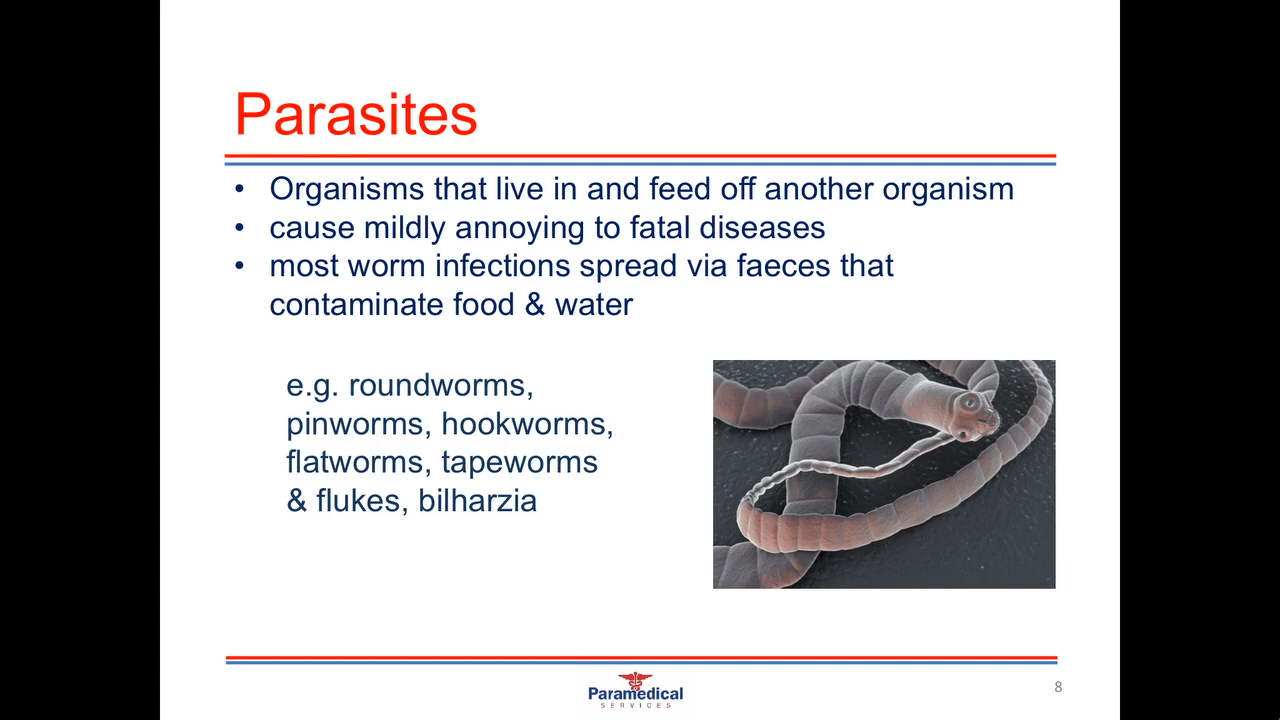 Parasites
• Organisms that live in and feed off another organism
• cause mildly annoying to fatal diseases
• most worm infections spread via faeces that
contaminate food & water
e.g. roundworms,
pinworms, hookworms,
flatworms, tapeworms
& flukes, bilharzia
Paramedical
SERVICES
8